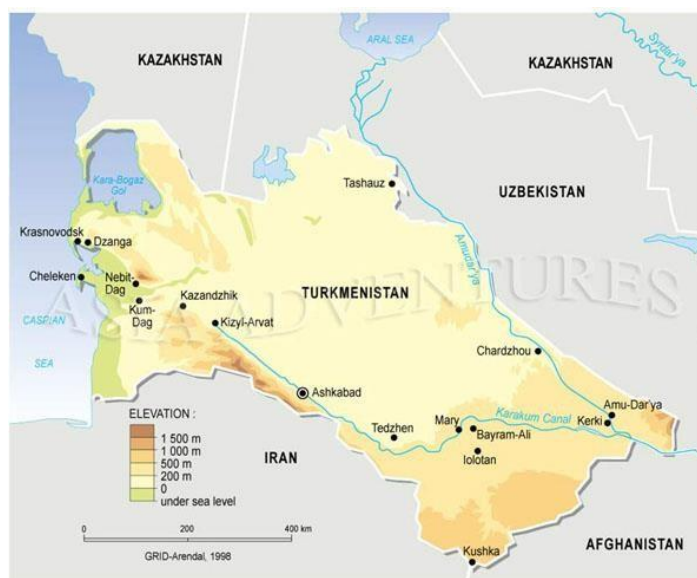 ARAL SEA
Syrdar'ya
KAZAKHSTAN
KAZAKHSTAN
Kara-Bogaz
Gol
Tashauz
UZBEKISTAN
Krasnovodsk
Dzanga
Amudar'ya
Cheleken
Nebit-
Dag
Kazandzhik
TURKMENISTAN
ASIA ADVENTURES
Kum-
Dag
Kizyl-Arvat
CASPIAN
SEA
Chardzhou
Ashkabad
Amu-Dar'ya
ELEVATION :
Karakum Canal
Kerki
1 500 m
1 000 m
500 m
200 m
0
under sea level
Tedzhen
Mary
Bayram-Ali
Iolotan
IRAN
0 200 400 km
AFGHANISTAN
GRID-Arendal, 1998
Kushka